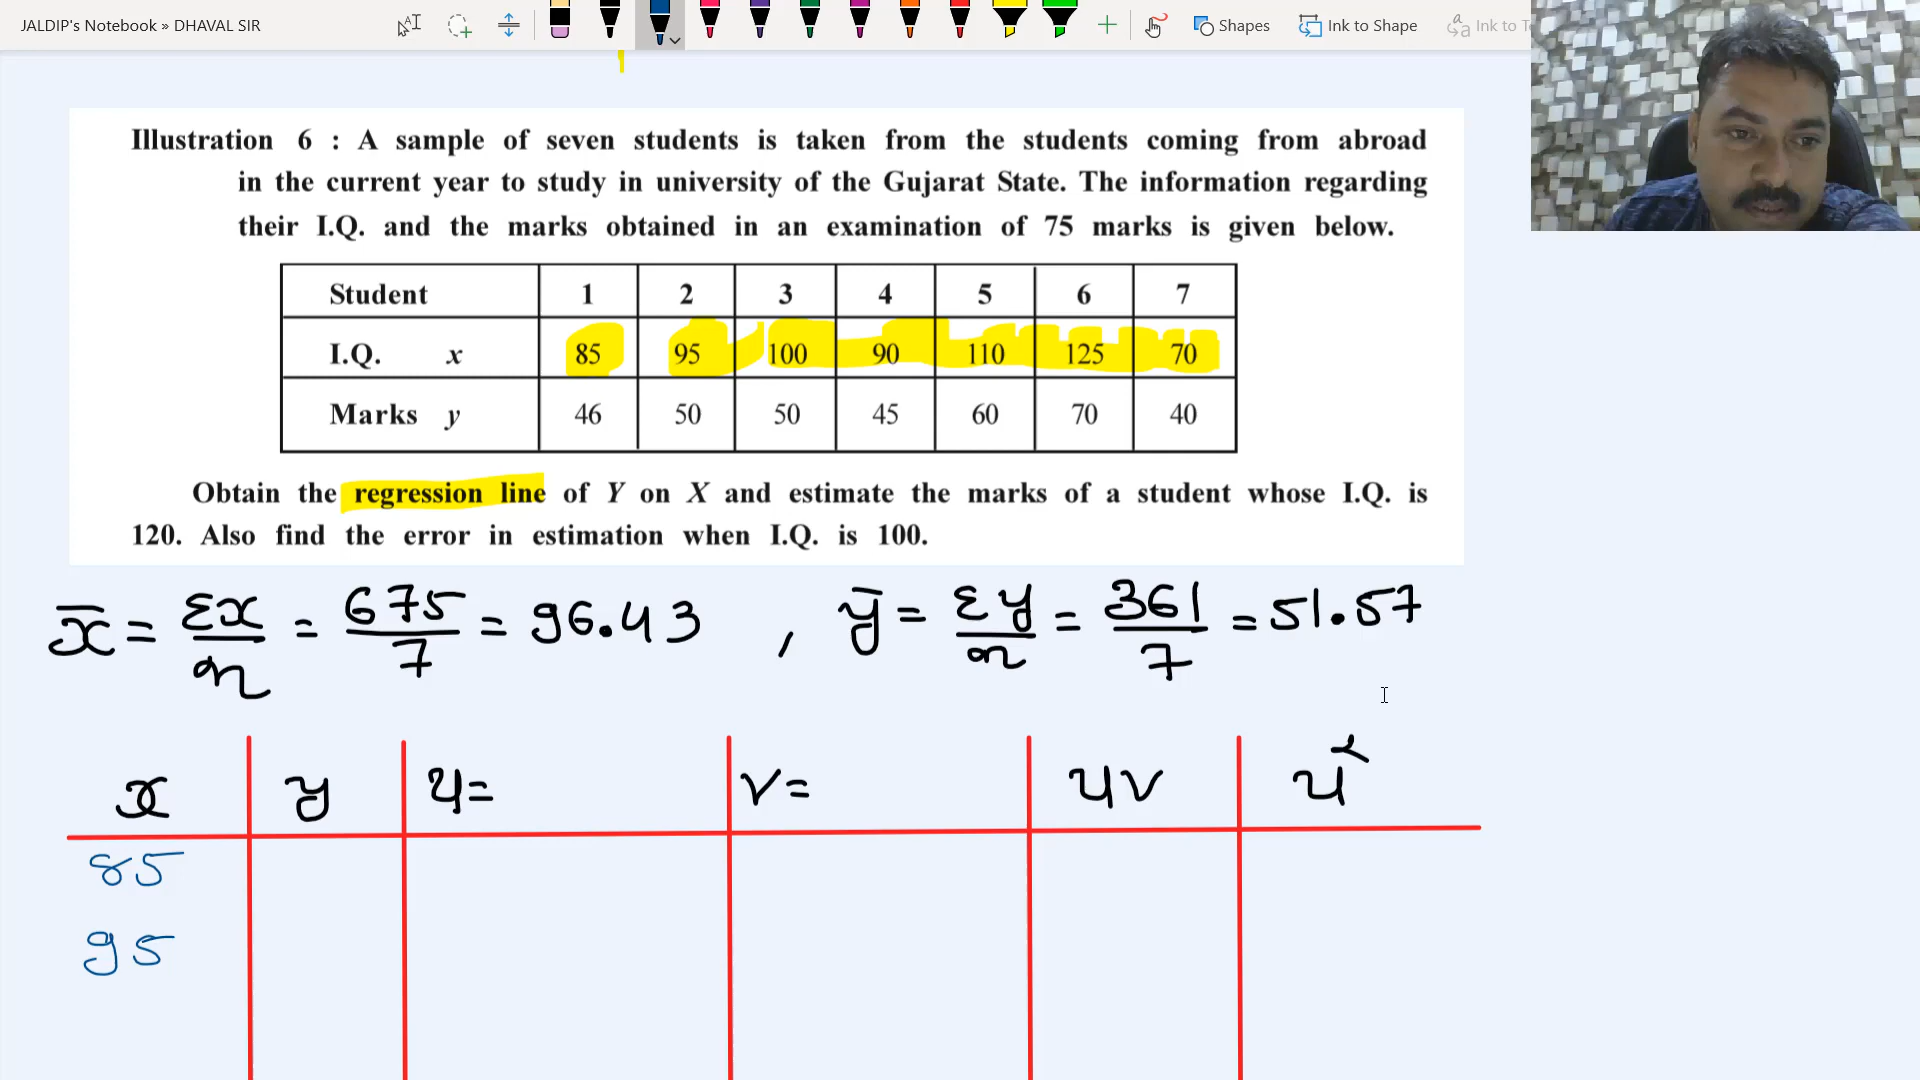 JALDIP's Notebook » DHAVAL SIR
Shapes
Ink to Shape
Ink to
Illustration 6 : A sample of seven students is taken from the students coming from abroad
in the current year to study in university of the Gujarat State. The information regarding
their I.Q. and the marks obtained in an examination of 75 marks is given below.
Student 1 2 3 4 5 6 7
I.Q. x 85 95 100 90 110 125 70
Marks y 46 50 50 45 60 70 40
Obtain the regression line of Y on X and estimate the marks of a student whose I.Q. is
120. Also find the error in estimation when I.Q. is 100.
x̄ = Σx/n = 675/7 = 96.43 , ȳ = Σy/n = 361/7 = 51.57
x y u= v= uv u²
85
95